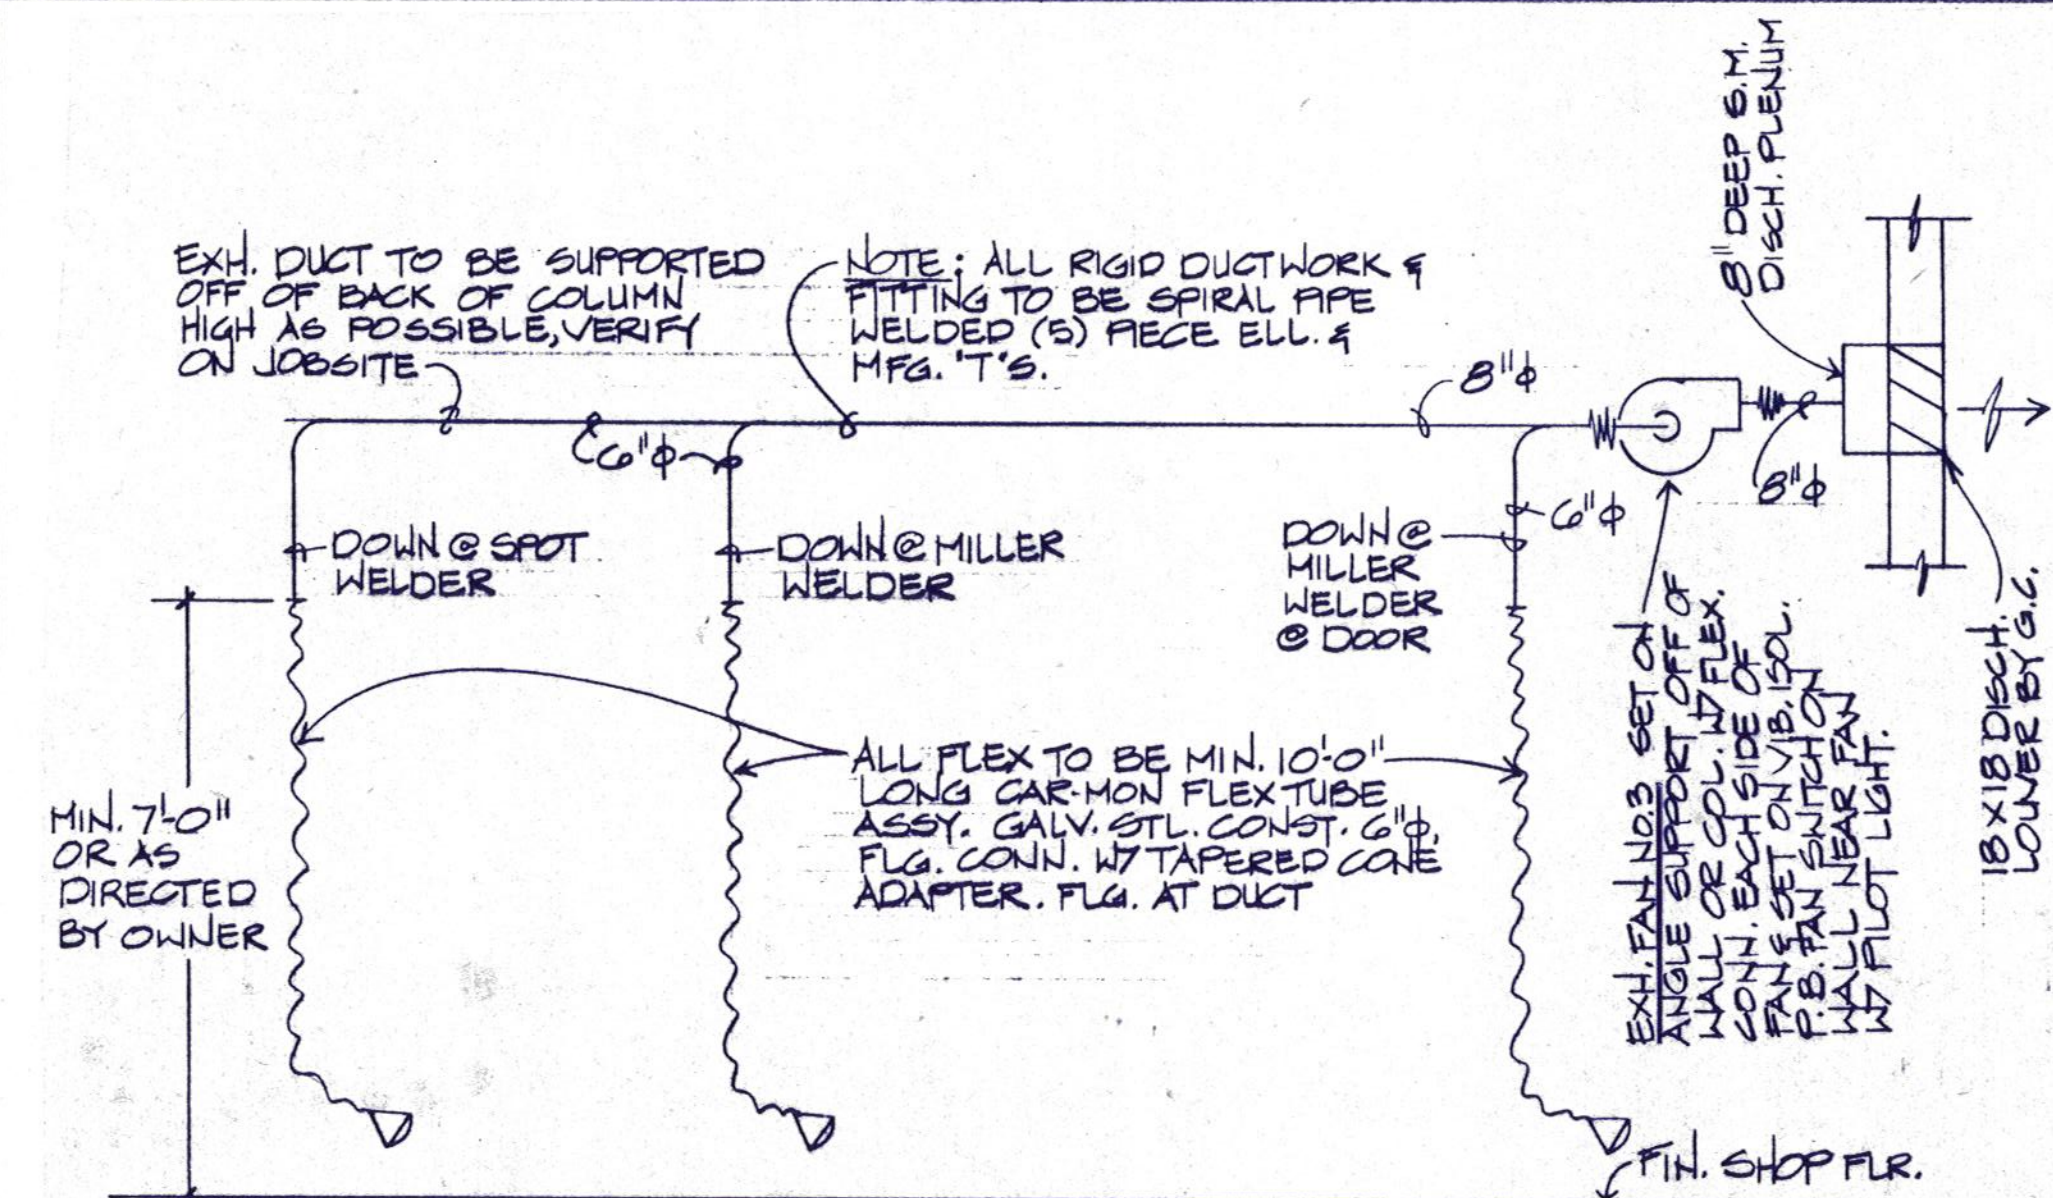 EXH. DUCT TO BE SUPPORTED
OFF OF BACK OF COLUMN
HIGH AS POSSIBLE, VERIFY
ON JOBSITE
NOTE: ALL RIGID DUCTWORK &
FITTING TO BE SPIRAL PIPE
WELDED (5) PIECE ELL. &
MFG. "T"S.
8" DEEP S.M.
DISCH. PLENUM
8"φ
6"φ
8"φ
6"φ
DOWN @ SPOT
WELDER
DOWN @ MILLER
WELDER
DOWN @
MILLER
WELDER
@ DOOR
MIN. 7'-0"
OR AS
DIRECTED
BY OWNER
ALL FLEX TO BE MIN. 10'-0"
LONG CAR-MON FLEX TUBE
ASSY. GALV. STL. CONST. 6"φ,
FLG. CONN. W/ TAPERED CONE
ADAPTER. FLG. AT DUCT
EXH. FAN NO.3 SET ON
ANGLE SUPPORT OFF OF
WALL OR COL. W/ FLEX.
CONN. EACH SIDE OF
FAN & SET ON VIB. ISOL.
P.B. FAN SWITCH ON
WALL NEAR FAN
W/ PILOT LIGHT.
18 X 18 DISCH.
LOUVER BY G.C.
FIN. SHOP FLR.